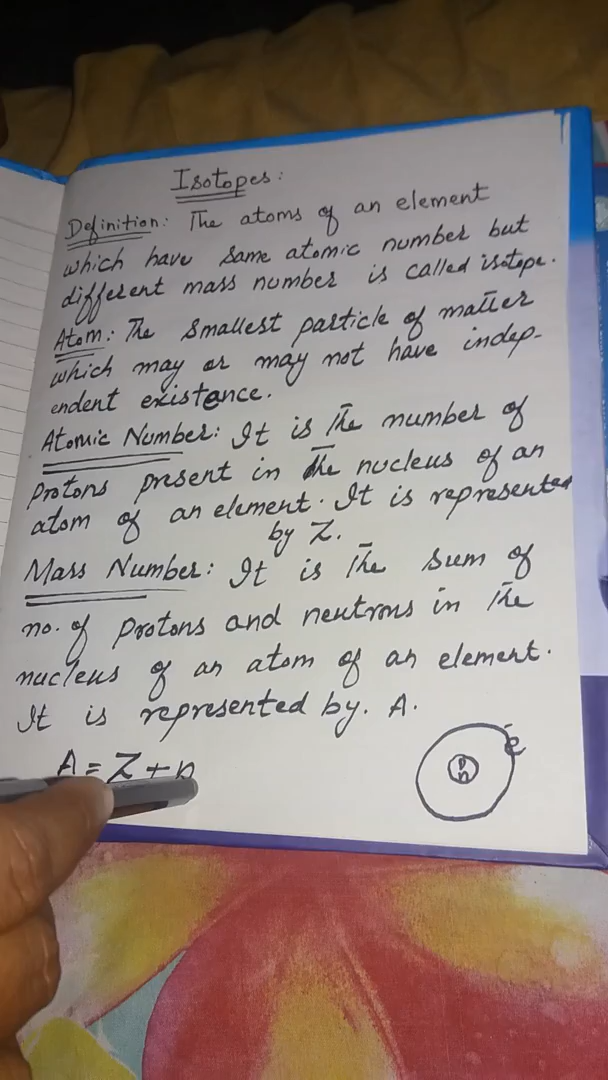 Isotopes:
Definition: The atoms of an element
which have same atomic number but
different mass number is called isotope.
Atom: The smallest particle of matter
which may or may not have indep-
endent existence.
Atomic Number: It is the number of
protons present in the nucleus of an
atom of an element. It is represented
by Z.
Mass Number: It is the sum of
no. of protons and neutrons in the
nucleus of an atom of an element.
It is represented by. A.
A = Z + n
e
p
n